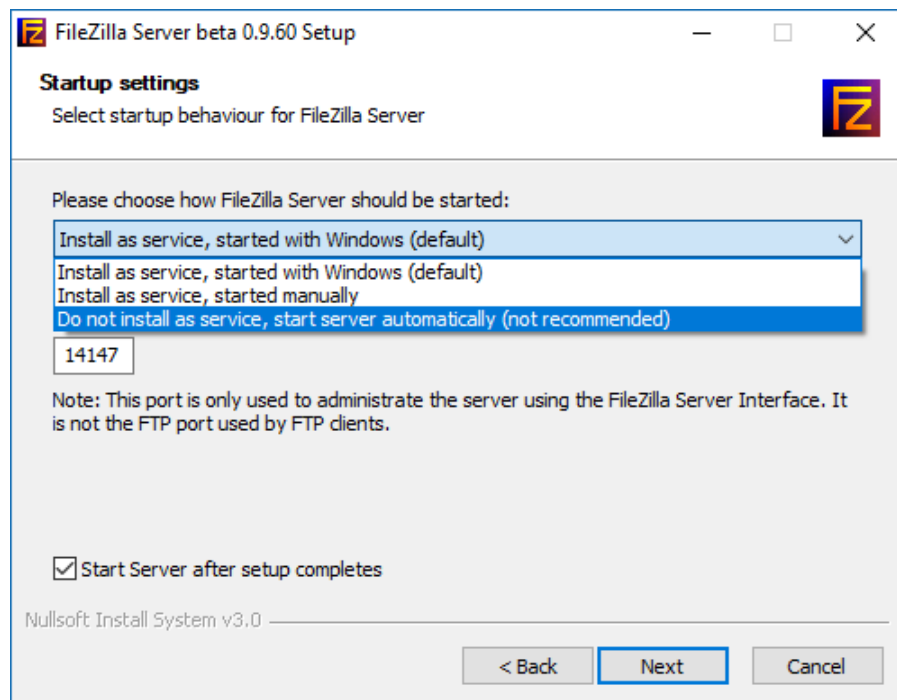 FileZilla Server beta 0.9.60 Setup
Startup settings
Select startup behaviour for FileZilla Server
Please choose how FileZilla Server should be started:
Install as service, started with Windows (default)
Install as service, started with Windows (default)
Install as service, started manually
Do not install as service, start server automatically (not recommended)
14147
Note: This port is only used to administrate the server using the FileZilla Server Interface. It
is not the FTP port used by FTP clients.
Start Server after setup completes
Nullsoft Install System v3.0
< Back Next Cancel